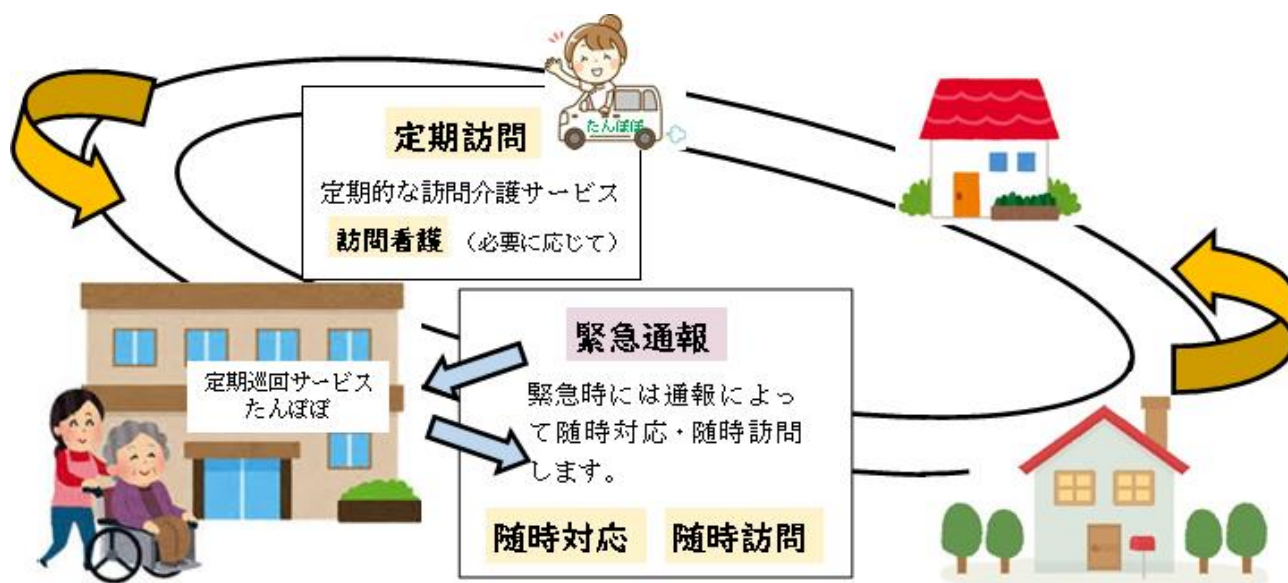 たんぽぽ
定期訪問
定期的な訪問介護サービス
訪問看護 (必要に応じて)
緊急通報
緊急時には通報によっ
て随時対応・随時訪問
します。
随時対応 随時訪問
定期巡回サービス
たんぽぽ